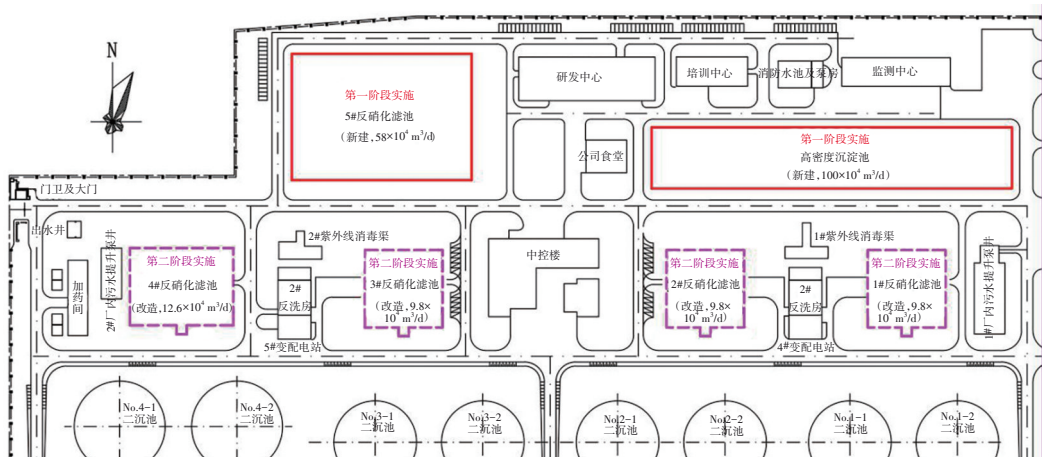 N
研发中心
培训中心
消防水池及泵房
监测中心
第一阶段实施
5#反硝化滤池
(新建,58×10⁴ m³/d)
公司食堂
第一阶段实施
高密度沉淀池
(新建,100×10⁴ m³/d)
门卫及大门
出水井
加药间
2#厂内污水提升泵井
第二阶段实施
4#反硝化滤池
(改造,12.6×10⁴ m³/d)
2#紫外线消毒渠
2#
反洗房
5#变配电站
第二阶段实施
3#反硝化滤池
(改造,9.8×
10⁴ m³/d)
中控楼
第二阶段实施
2#反硝化滤池
(改造,9.8×
10⁴ m³/d)
1#紫外线消毒渠
2#
反洗房
4#变配电站
第二阶段实施
1#反硝化滤池
(改造,9.8×
10⁴ m³/d)
1#厂内污水提升泵井
No.4-1
二沉池
No.4-2
二沉池
No.3-1
二沉池
No.3-2
二沉池
No.2-1
二沉池
No.2-2
二沉池
No.1-1
二沉池
No.1-2
二沉池